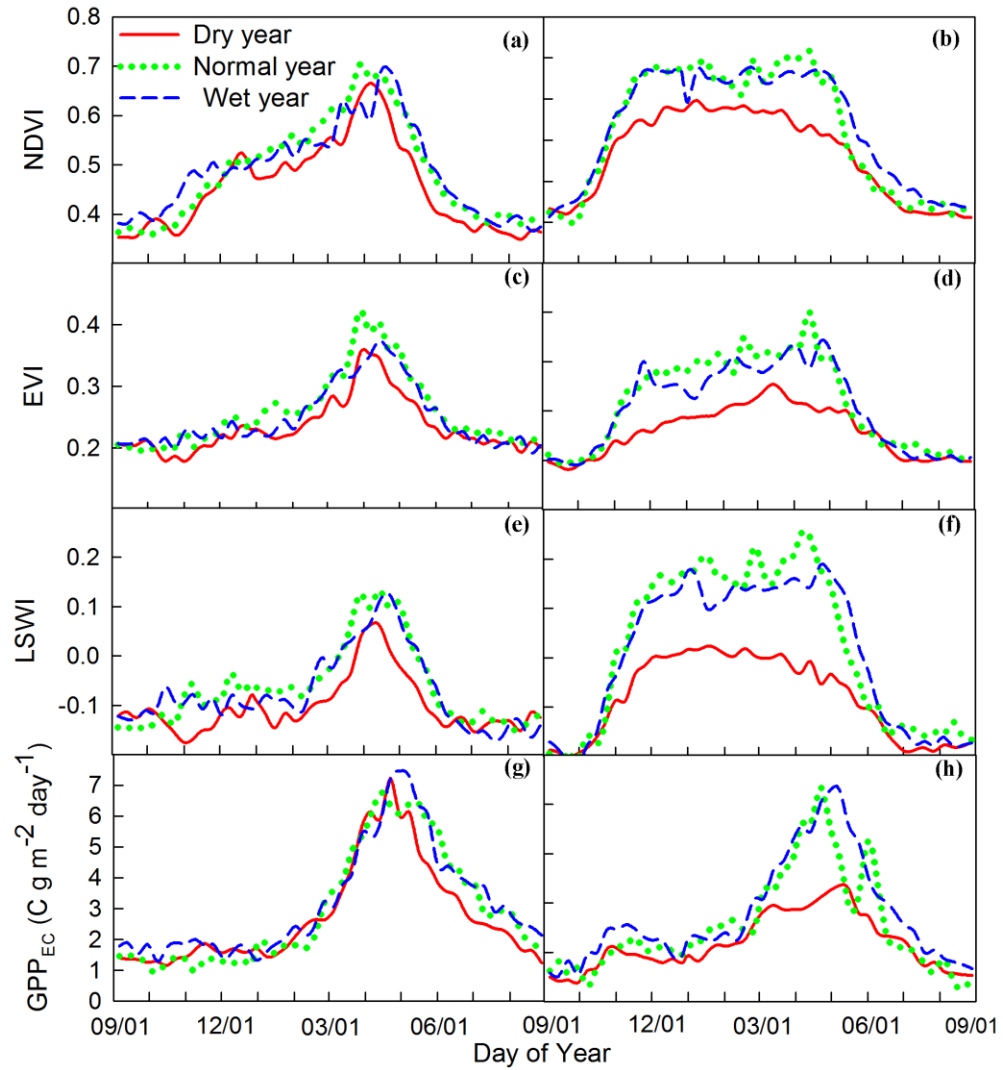 0.8
Dry year
(a)
(b)
0.7
Normal year
Wet year
NDVI
0.6
0.5
0.4
(c)
(d)
0.4
EVI
0.3
0.2
(e)
(f)
0.2
LSWI
0.1
0.0
-0.1
(g)
(h)
GPP_EC (C g m⁻² day⁻¹)
7
6
5
4
3
2
1
0
09/01 12/01 03/01 06/01 09/01 12/01 03/01 06/01 09/01
Day of Year